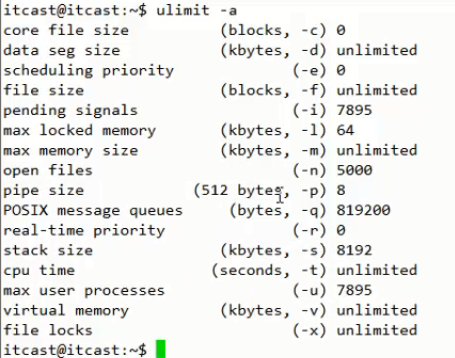 itcast@itcast:~$ ulimit -a
core file size          (blocks, -c) 0
data seg size           (kbytes, -d) unlimited
scheduling priority             (-e) 0
file size               (blocks, -f) unlimited
pending signals                 (-i) 7895
max locked memory       (kbytes, -l) 64
max memory size         (kbytes, -m) unlimited
open files                      (-n) 5000
pipe size            (512 bytes, -p) 8
POSIX message queues     (bytes, -q) 819200
real-time priority              (-r) 0
stack size              (kbytes, -s) 8192
cpu time               (seconds, -t) unlimited
max user processes              (-u) 7895
virtual memory          (kbytes, -v) unlimited
file locks                      (-x) unlimited
itcast@itcast:~$